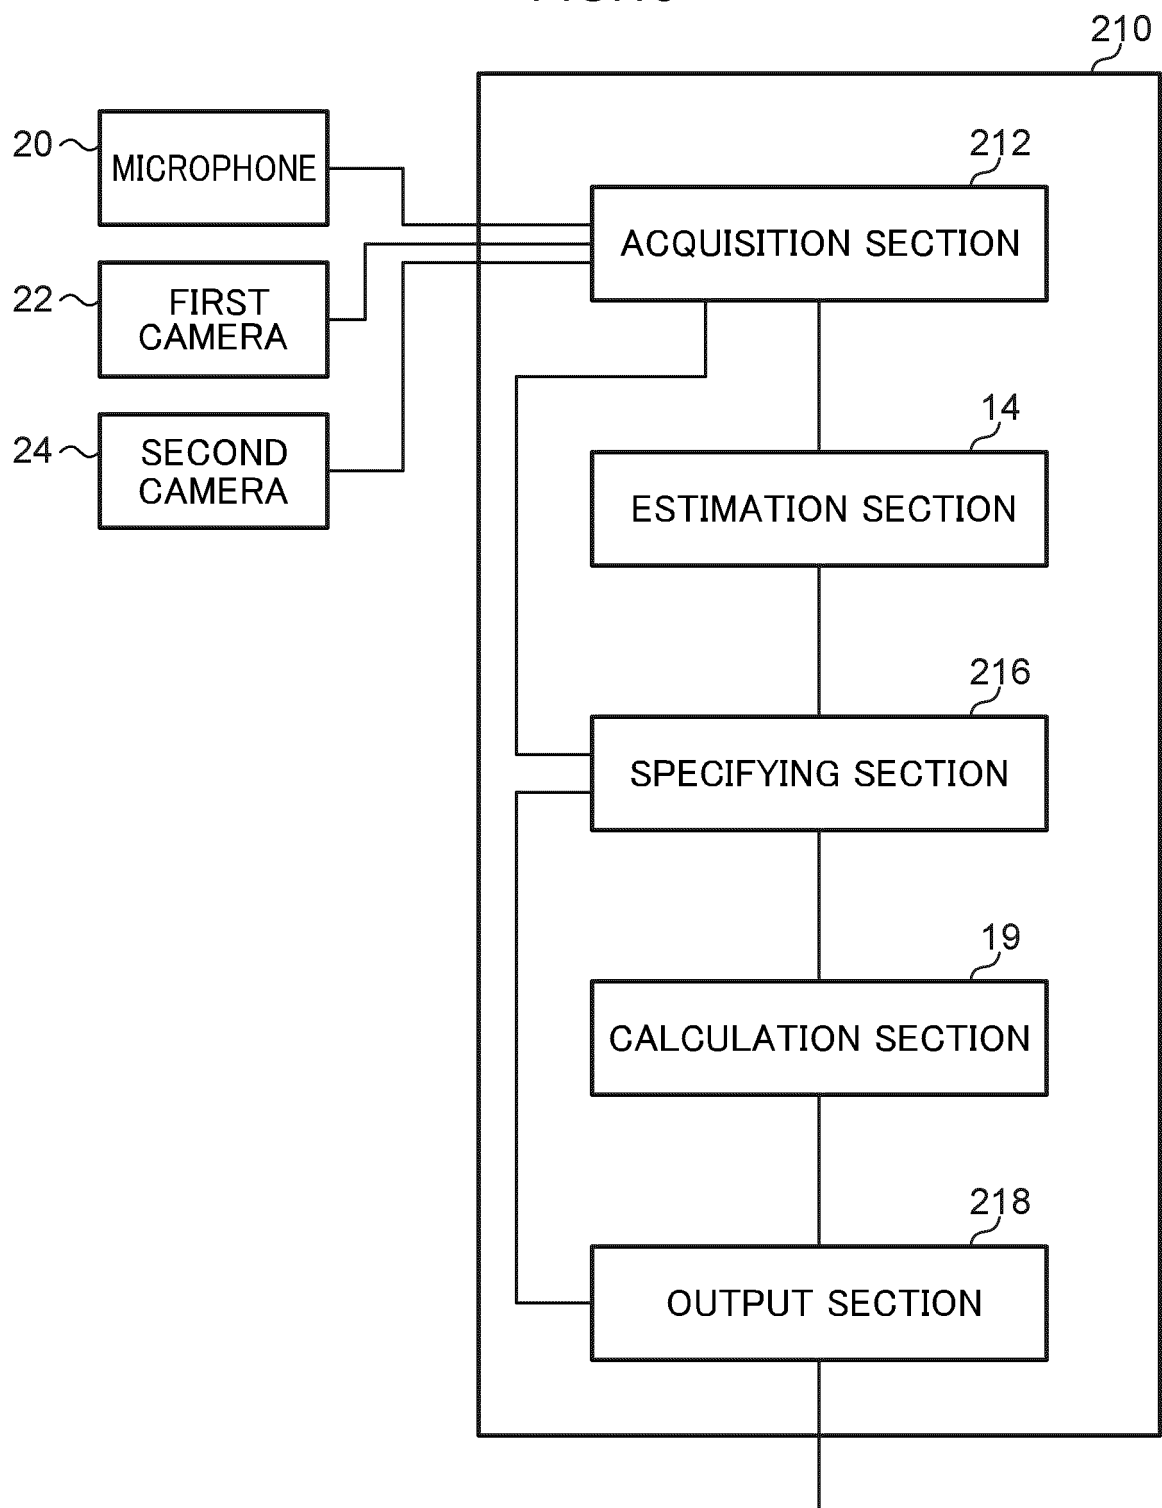 210
20
MICROPHONE
212
ACQUISITION SECTION
22
FIRST
CAMERA
14
24
SECOND
CAMERA
ESTIMATION SECTION
216
SPECIFYING SECTION
19
CALCULATION SECTION
218
OUTPUT SECTION